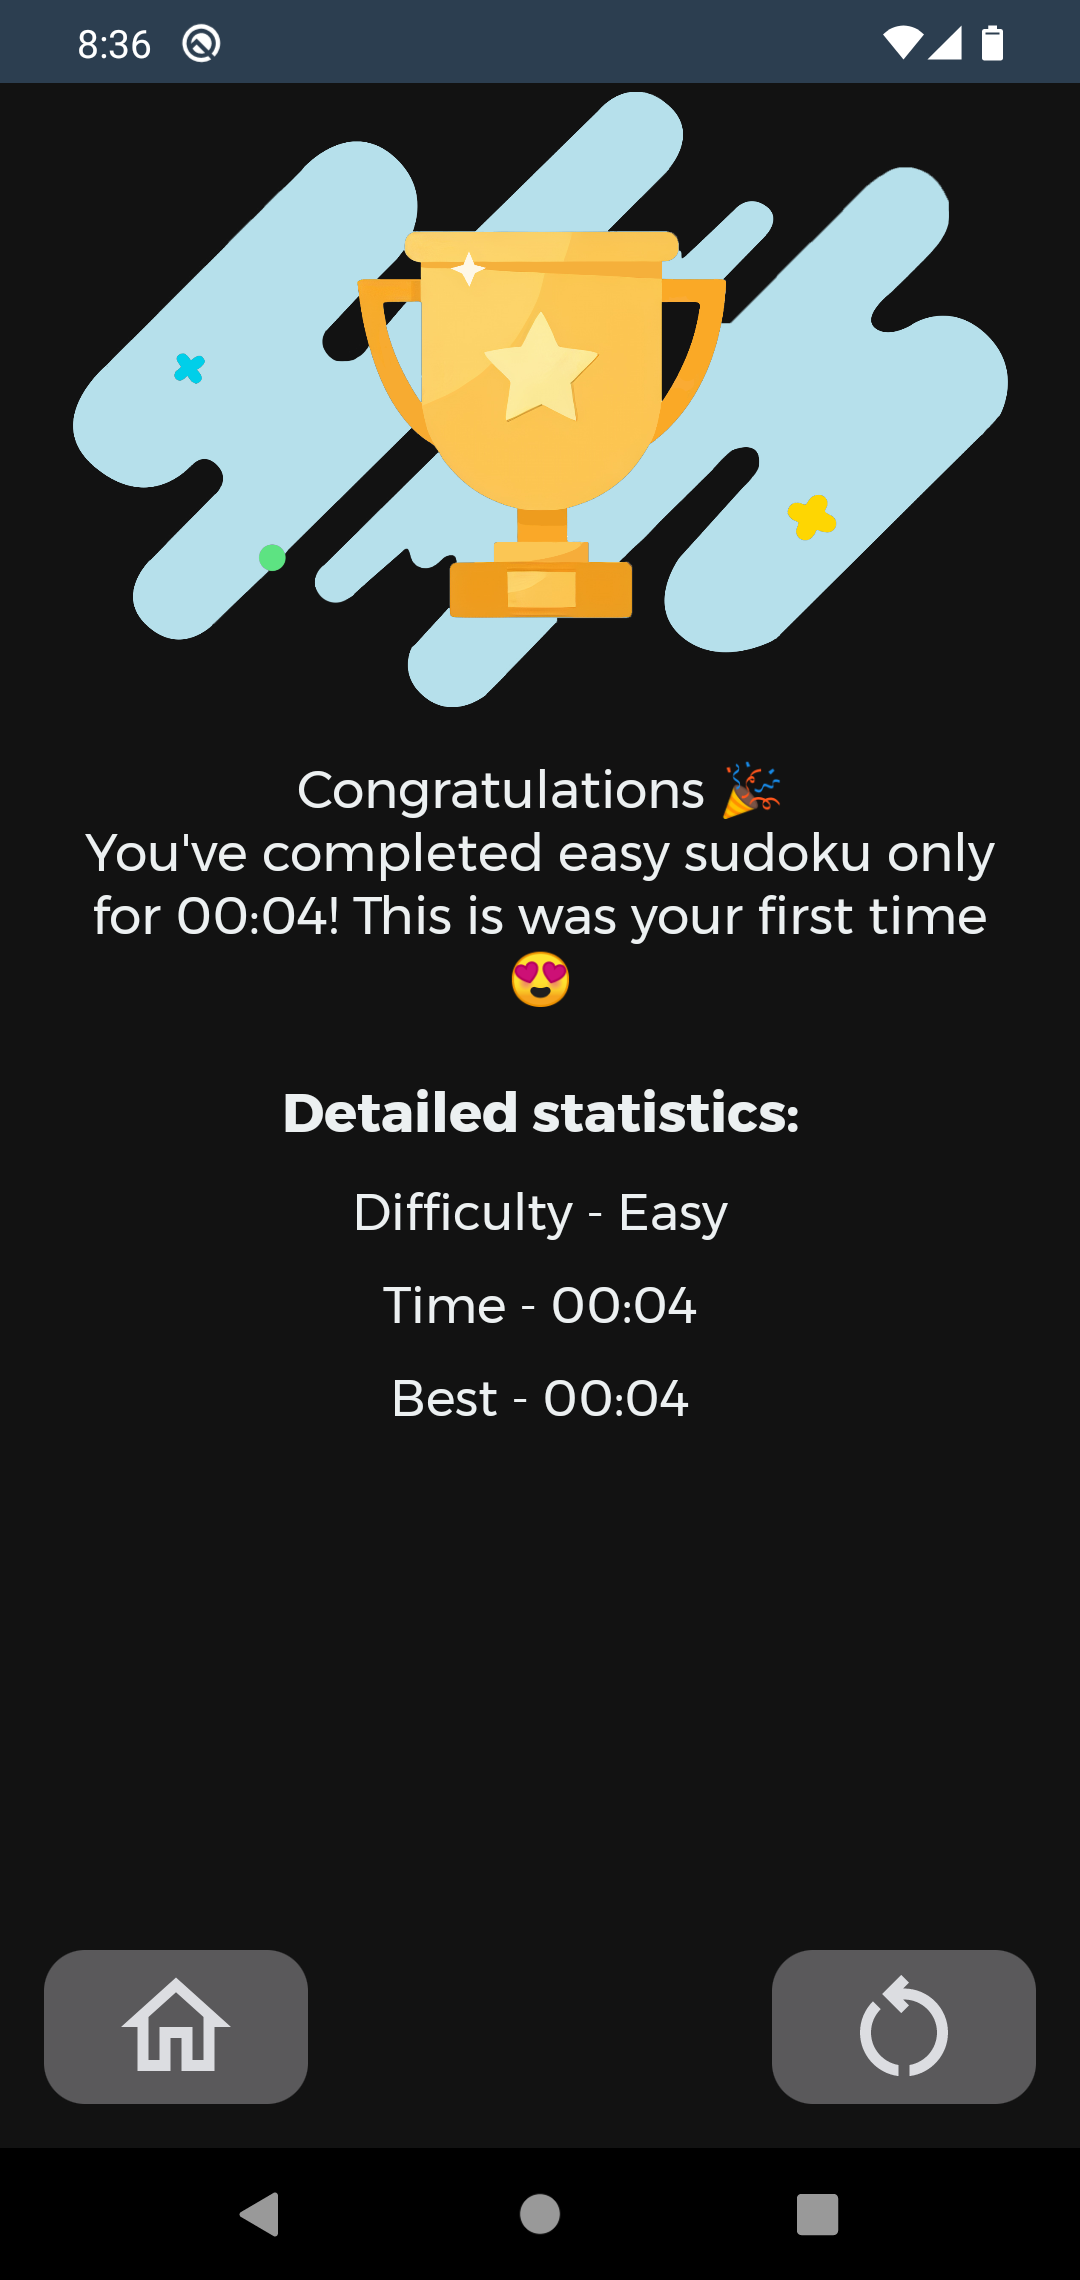 8:36
Congratulations 🎉
You've completed easy sudoku only
for 00:04! This is was your first time
😍
Detailed statistics:
Difficulty - Easy
Time - 00:04
Best - 00:04